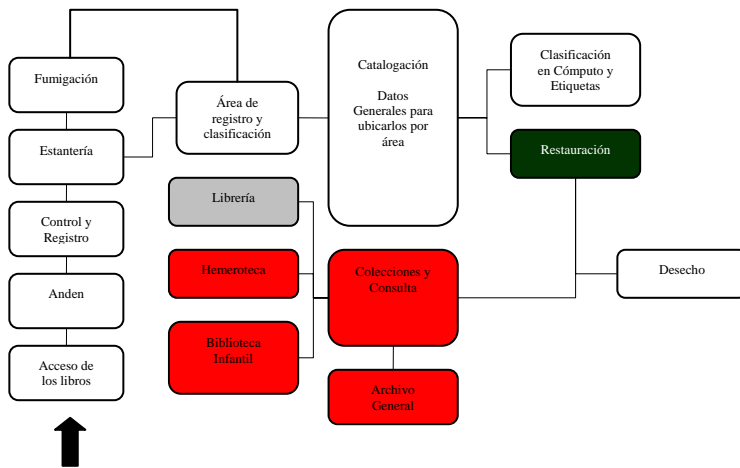 Fumigación
Estantería
Control y
Registro
Anden
Acceso de
los libros
Área de
registro y
clasificación
Librería
Hemeroteca
Biblioteca
Infantil
Catalogación
Datos
Generales para
ubicarlos por
área
Colecciones y
Consulta
Archivo
General
Clasificación
en Cómputo y
Etiquetas
Restauración
Desecho